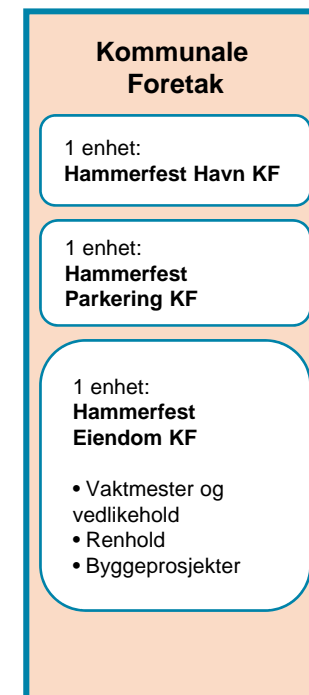 Kommunale
Foretak
1 enhet:
Hammerfest Havn KF
1 enhet:
Hammerfest
Parkering KF
1 enhet:
Hammerfest
Eiendom KF
• Vaktmester og
vedlikehold
• Renhold
• Byggeprosjekter